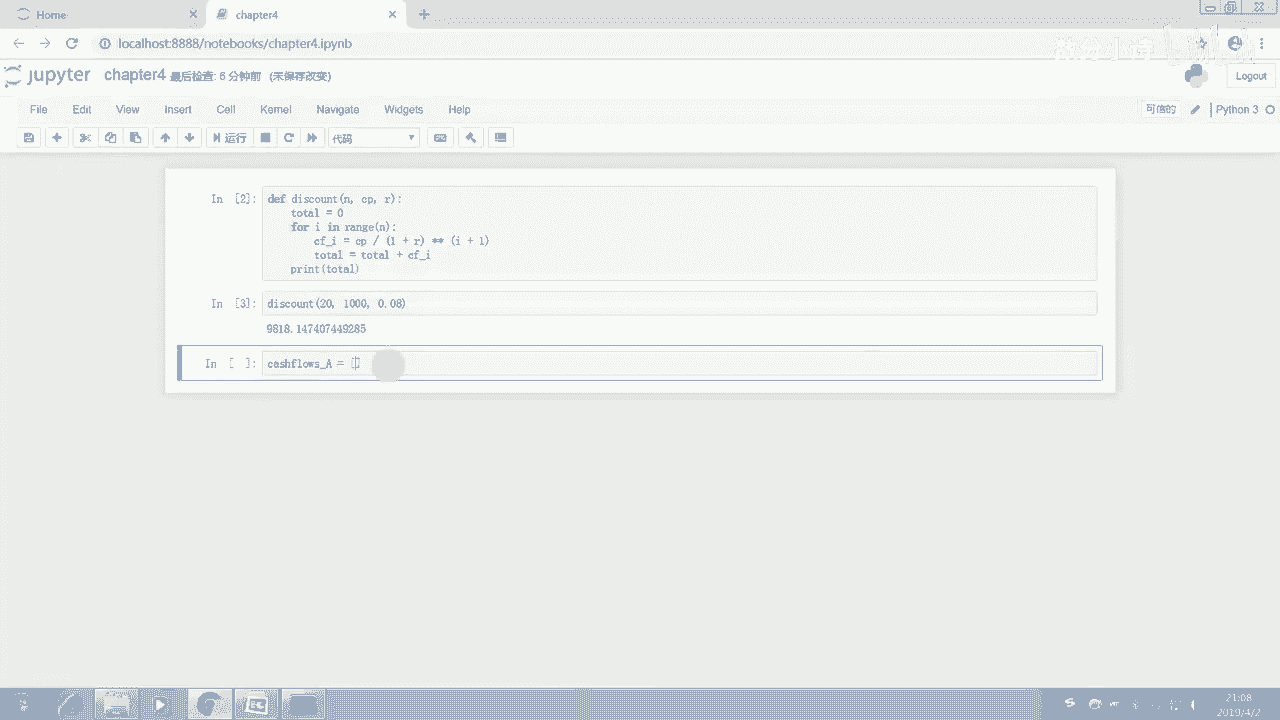 Home
chapter4
localhost:8888/notebooks/chapter4.ipynb
jupyter chapter4 最后检查: 6 分钟前 (未保存改变)
Logout
File Edit View Insert Cell Kernel Navigate Widgets Help
可信的 Python 3
运行 代码
In [2]: def discount(n, cp, r):
total = 0
for i in range(n):
cf_i = cp / (1 + r) ** (i + 1)
total = total + cf_i
print(total)
In [3]: discount(20, 1000, 0.08)
9818.147407449285
In [ ]: cashflows_A = []
21:08
2019/4/2